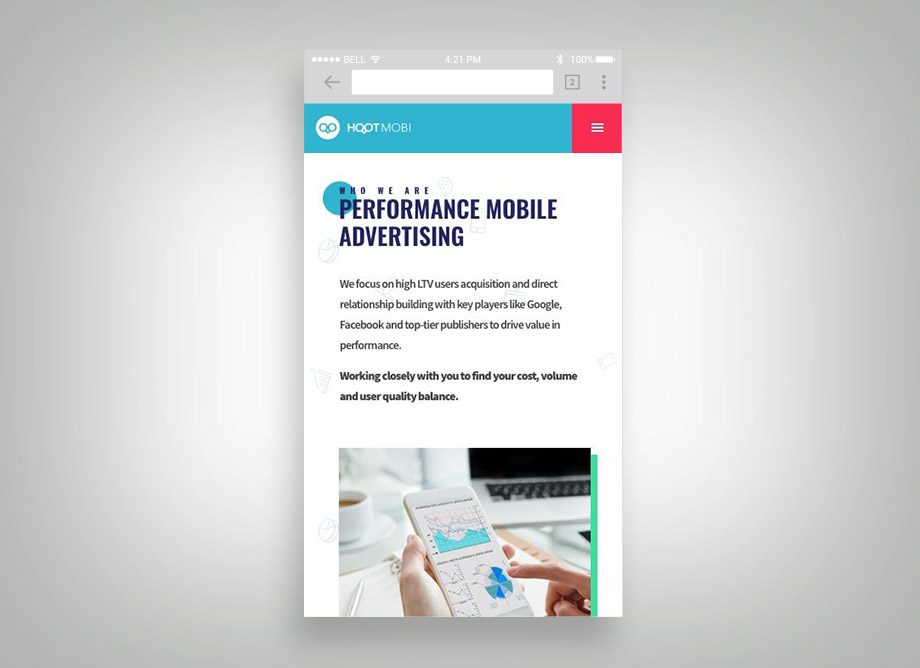 BELL 4:21 PM 100%
2
HOOTMOBI
WHO WE ARE
PERFORMANCE MOBILE
ADVERTISING
We focus on high LTV users acquisition and direct
relationship building with key players like Google,
Facebook and top-tier publishers to drive value in
performance.
Working closely with you to find your cost, volume
and user quality balance.